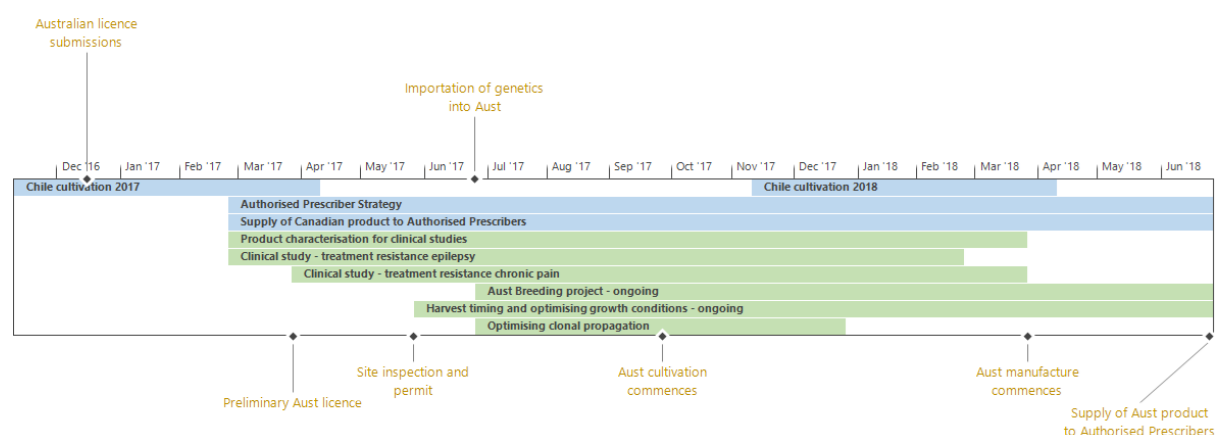 Australian licence
submissions
Importation of genetics
into Aust
Dec '16 Jan '17 Feb '17 Mar '17 Apr '17 May '17 Jun '17 Jul '17 Aug '17 Sep '17 Oct '17 Nov '17 Dec '17 Jan '18 Feb '18 Mar '18 Apr '18 May '18 Jun '18
Chile cultivation 2017 Chile cultivation 2018
Authorised Prescriber Strategy
Supply of Canadian product to Authorised Prescribers
Product characterisation for clinical studies
Clinical study - treatment resistance epilepsy
Clinical study - treatment resistance chronic pain
Aust Breeding project - ongoing
Harvest timing and optimising growth conditions - ongoing
Optimising clonal propagation
Preliminary Aust licence
Site inspection and
permit
Aust cultivation
commences
Aust manufacture
commences
Supply of Aust product
to Authorised Prescribers